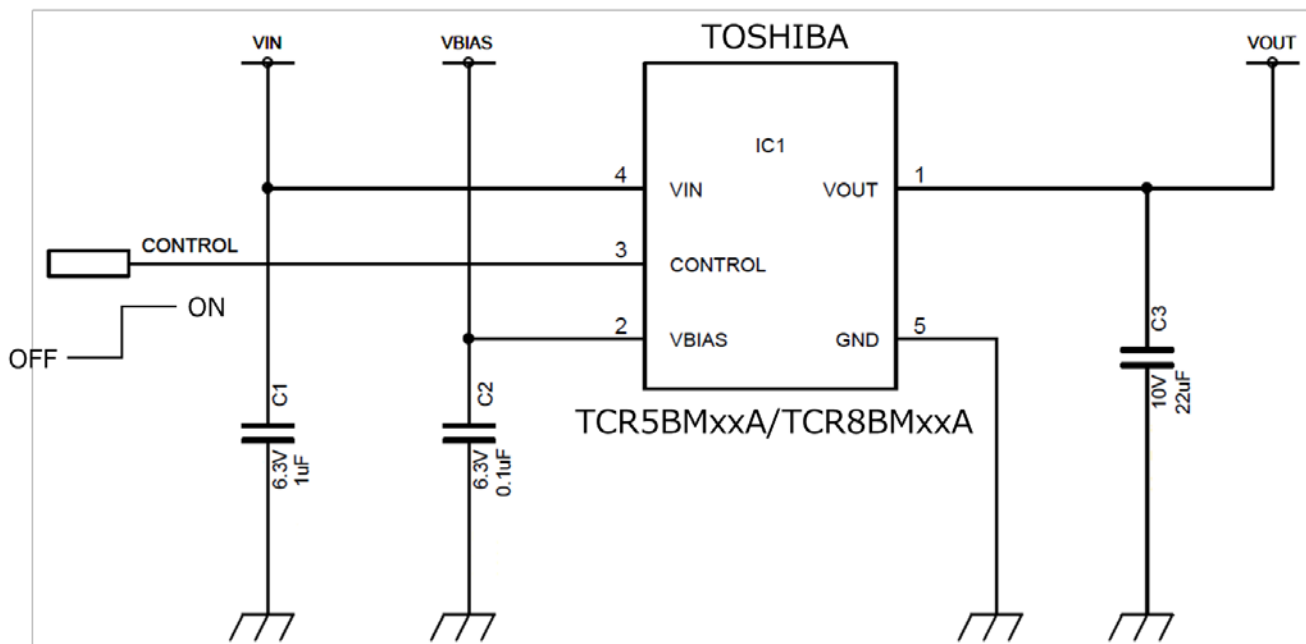 TOSHIBA
VIN
VBIAS
VOUT
IC1
4
VIN
VOUT
1
CONTROL
3
CONTROL
ON
OFF
2
VBIAS
GND
5
C1
6.3V
1uF
C2
6.3V
0.1uF
C3
10V
22uF
TCR5BMxxA/TCR8BMxxA